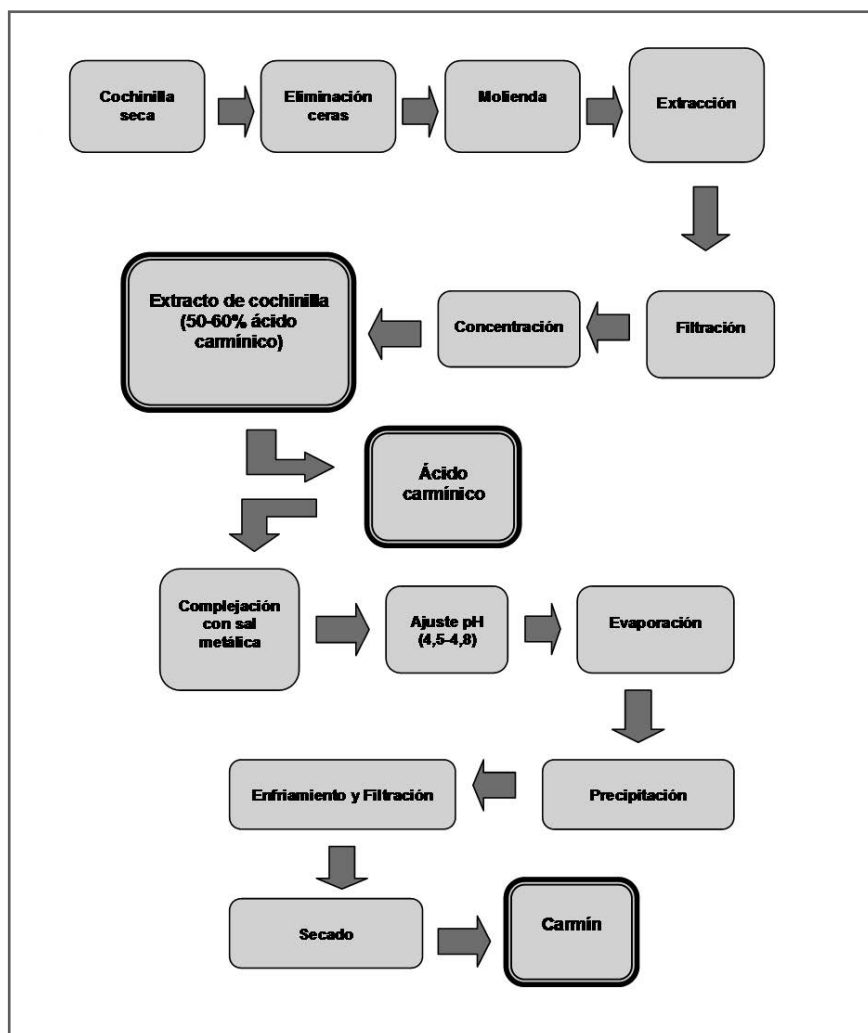 Cochinilla
seca
Eliminación
ceras
Molienda
Extracción
Filtración
Concentración
Extracto de cochinilla
(50-60% ácido
carmínico)
Ácido
carmínico
Complejación
con sal
metálica
Ajuste pH
(4,5-4,8)
Evaporación
Precipitación
Enfriamiento y Filtración
Secado
Carmín